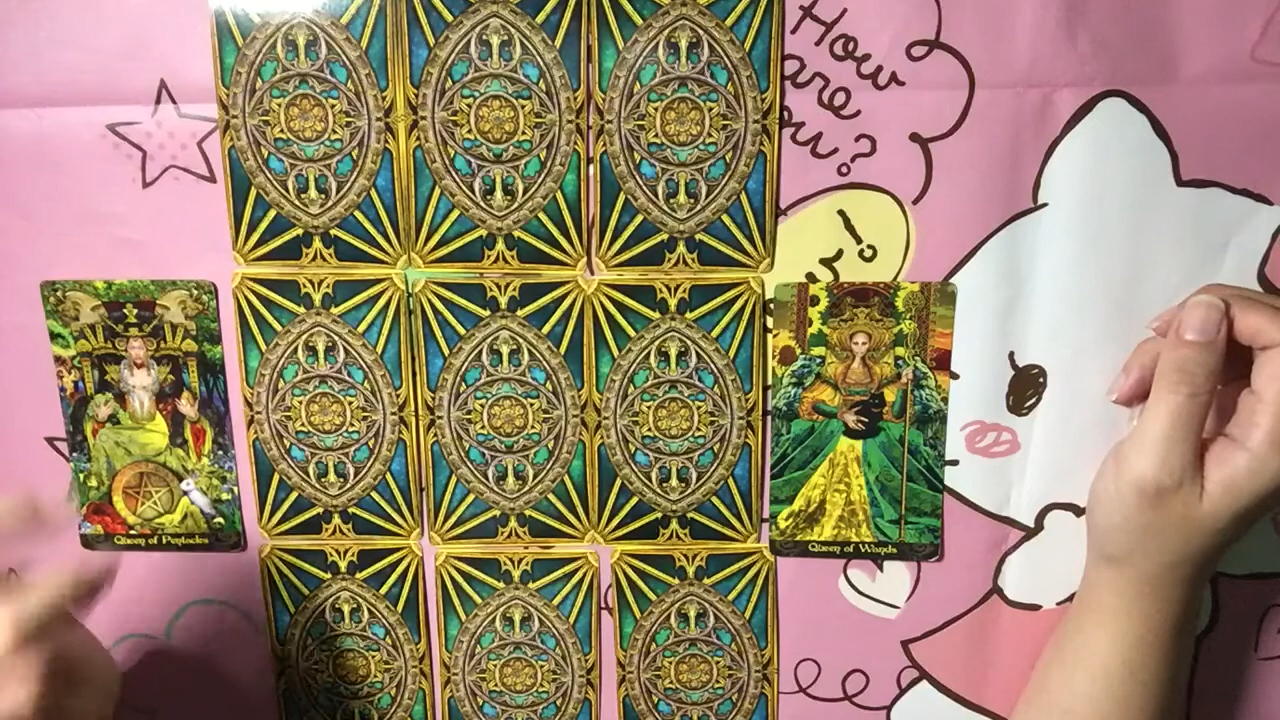 How
are
you?
Queen of Pentacles
Queen of Wands